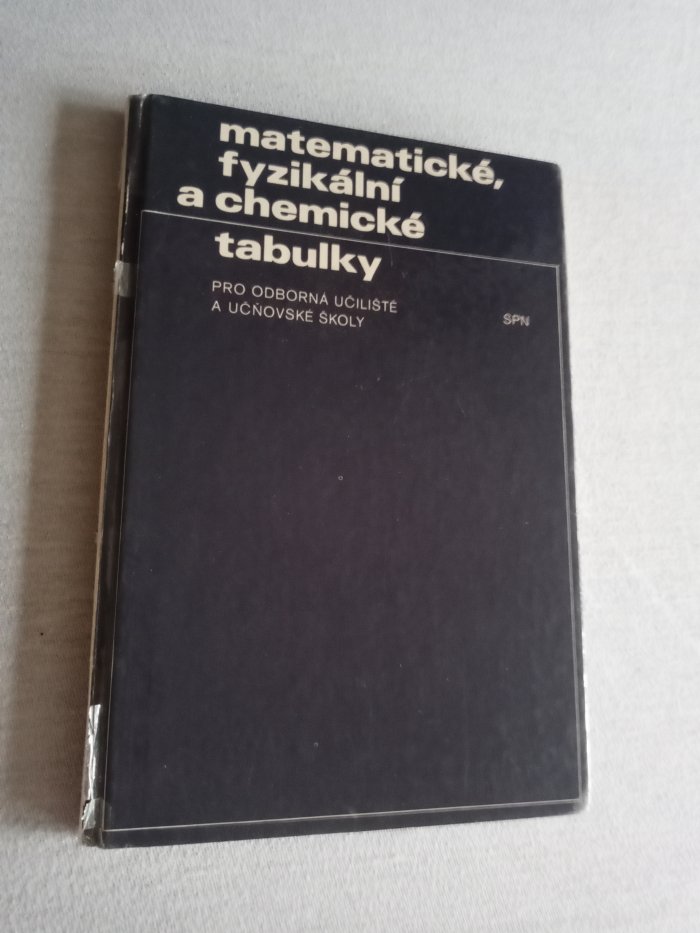 matematické,
fyzikální
a chemické
tabulky
PRO ODBORNÁ UČILIŠTĚ
A UČŇOVSKÉ ŠKOLY
SPN